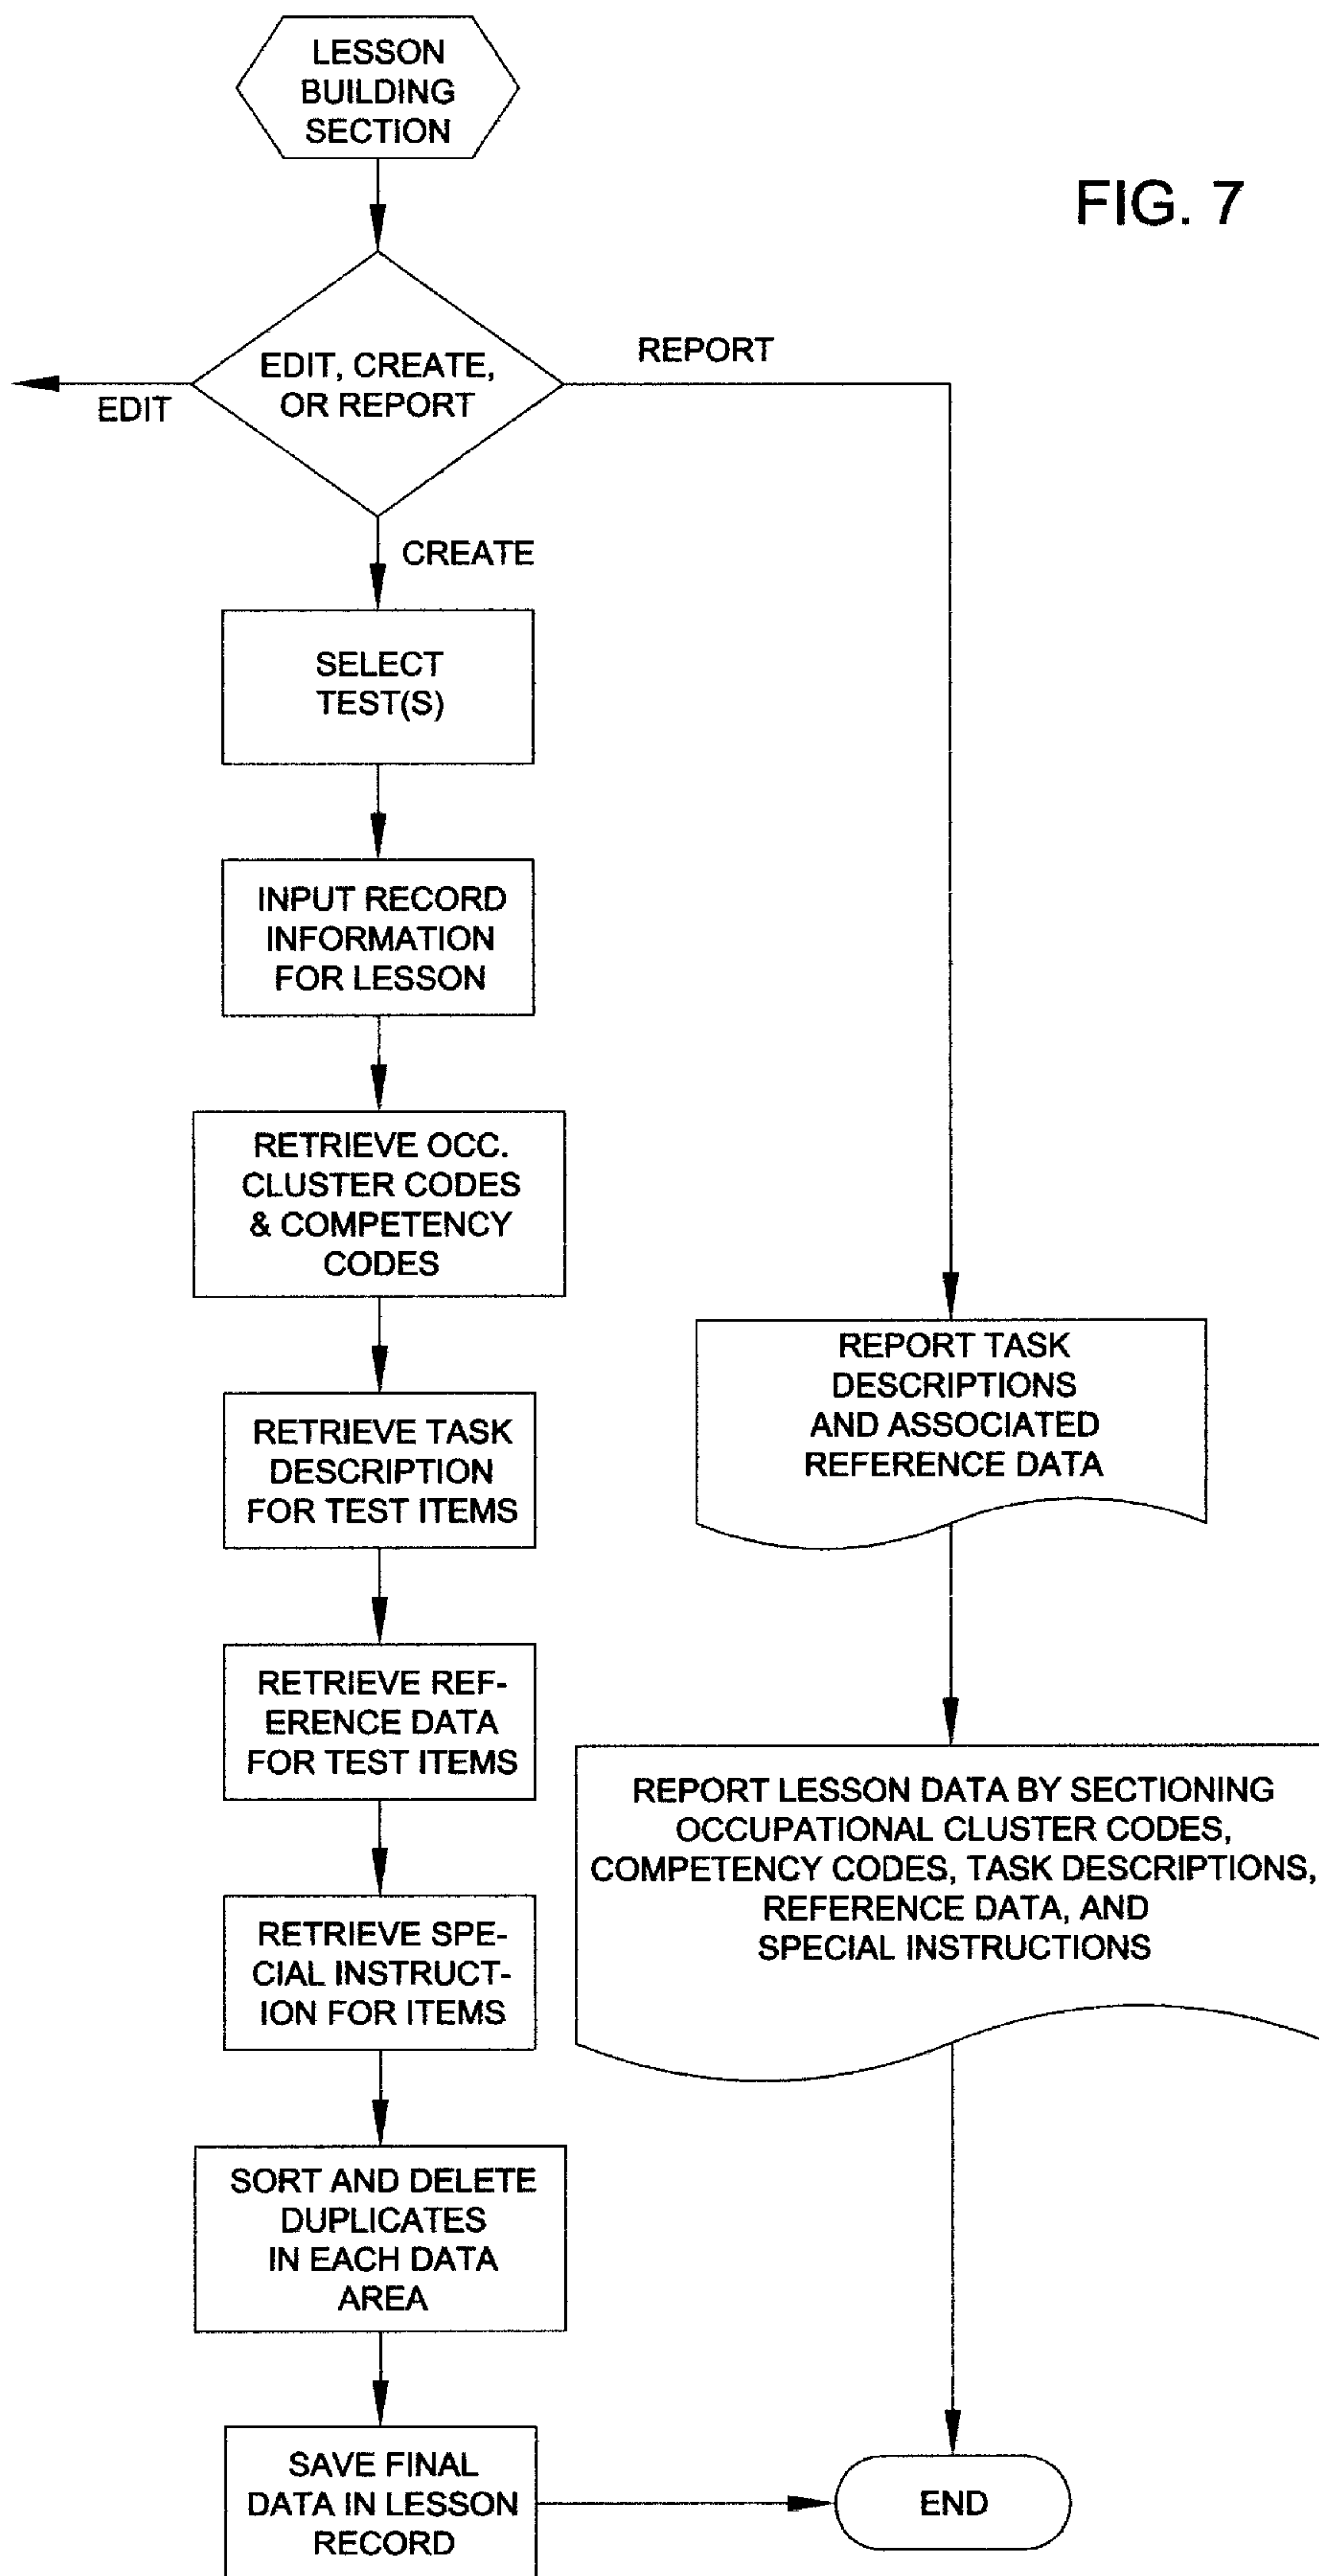 LESSON
BUILDING
SECTION
FIG. 7
EDIT, CREATE,
OR REPORT
REPORT
EDIT
CREATE
SELECT
TEST(S)
INPUT RECORD
INFORMATION
FOR LESSON
RETRIEVE OCC.
CLUSTER CODES
& COMPETENCY
CODES
RETRIEVE TASK
DESCRIPTION
FOR TEST ITEMS
RETRIEVE REF-
ERENCE DATA
FOR TEST ITEMS
RETRIEVE SPE-
CIAL INSTRUCT-
ION FOR ITEMS
SORT AND DELETE
DUPLICATES
IN EACH DATA
AREA
SAVE FINAL
DATA IN LESSON
RECORD
REPORT TASK
DESCRIPTIONS
AND ASSOCIATED
REFERENCE DATA
REPORT LESSON DATA BY SECTIONING
OCCUPATIONAL CLUSTER CODES,
COMPETENCY CODES, TASK DESCRIPTIONS,
REFERENCE DATA, AND
SPECIAL INSTRUCTIONS
END